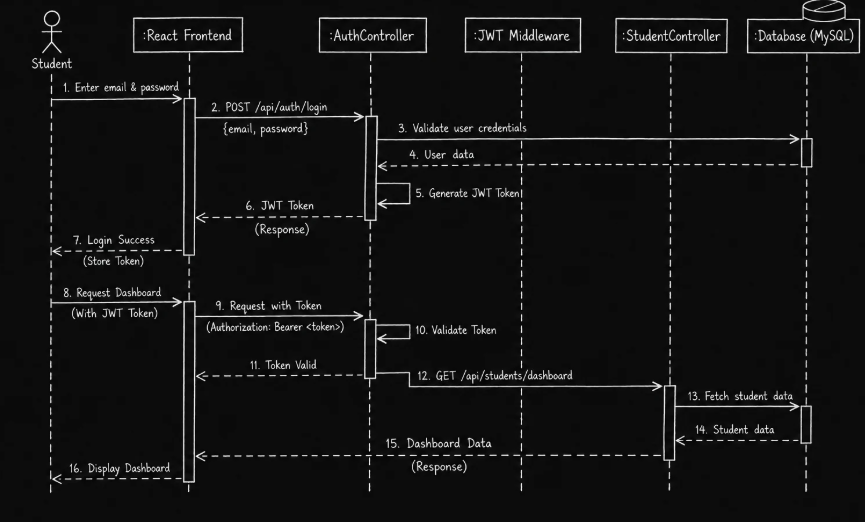 :React Frontend
:AuthController
:JWT Middleware
:StudentController
:Database (MySQL)
Student
1. Enter email & password
2. POST /api/auth/login
{email, password}
3. Validate user credentials
4. User data
5. Generate JWT Token
6. JWT Token
(Response)
7. Login Success
(Store Token)
8. Request Dashboard
(With JWT Token)
9. Request with Token
(Authorization: Bearer <token>)
10. Validate Token
11. Token Valid
12. GET /api/students/dashboard
13. Fetch student data
14. Student data
15. Dashboard Data
(Response)
16. Display Dashboard